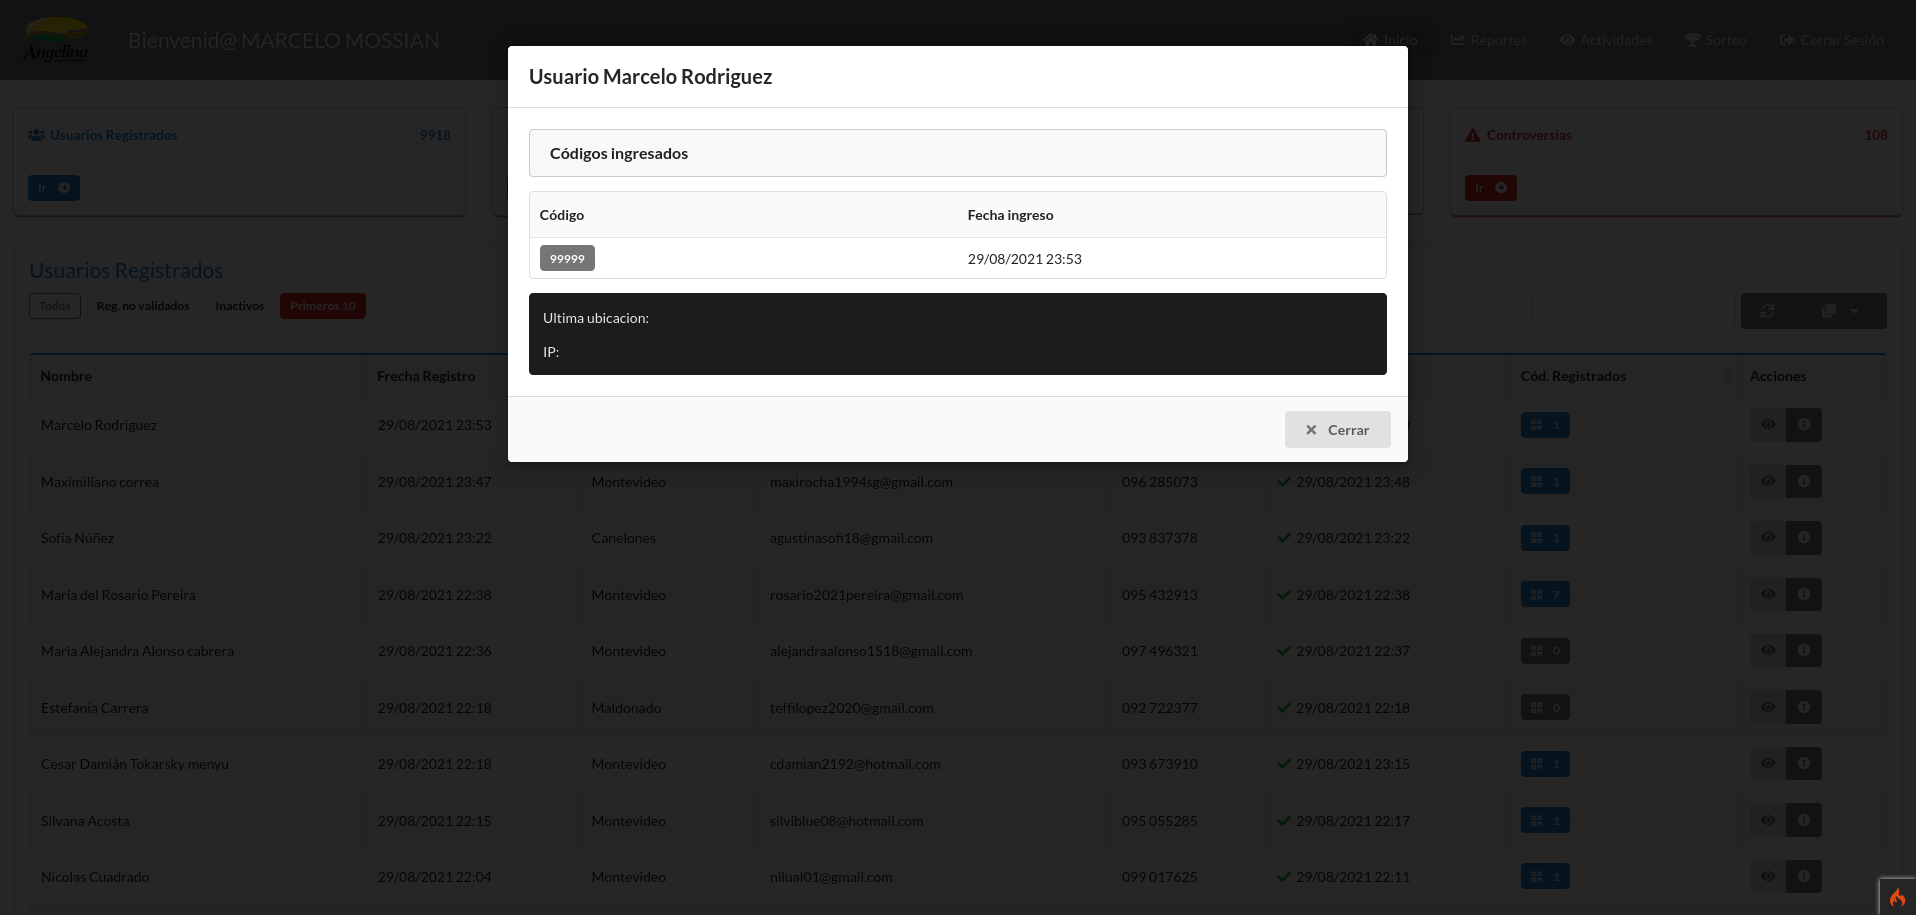 Angelina
Bienvenid@ MARCELO MOSSIAN
Inicio
Reportes
Actividades
Sorteo
Cerrar Sesión
Usuario Marcelo Rodriguez
Usuarios Registrados 9918
Ir
Controversias 108
Ir
Códigos ingresados
Código Fecha ingreso
99999 29/08/2021 23:53
Ultima ubicacion:
IP:
Cerrar
Usuarios Registrados
Todos Reg. no validados Inactivos Primeros 10
Nombre Frecha Registro Cód. Registrados Acciones
Marcelo Rodriguez 29/08/2021 23:53 1
Maximiliano correa 29/08/2021 23:47 Montevideo maxirocha1994sg@gmail.com 096 285073 29/08/2021 23:48 1
Sofía Núñez 29/08/2021 23:22 Canelones agustinasofi18@gmail.com 093 837378 29/08/2021 23:22 1
María del Rosario Pereira 29/08/2021 22:38 Montevideo rosario2021pereira@gmail.com 095 432913 29/08/2021 22:38 7
Maria Alejandra Alonso cabrera 29/08/2021 22:36 Montevideo alejandraalonso1518@gmail.com 097 496321 29/08/2021 22:37 0
Estefania Carrera 29/08/2021 22:18 Maldonado teffilopez2020@gmail.com 092 722377 29/08/2021 22:18 0
Cesar Damián Tokarsky menyu 29/08/2021 22:18 Montevideo cdamian2192@hotmail.com 093 673910 29/08/2021 23:15 1
Silvana Acosta 29/08/2021 22:15 Montevideo silviblue08@hotmail.com 095 055285 29/08/2021 22:17 1
Nicolas Cuadrado 29/08/2021 22:04 Montevideo nilual01@gmail.com 099 017625 29/08/2021 22:11 1